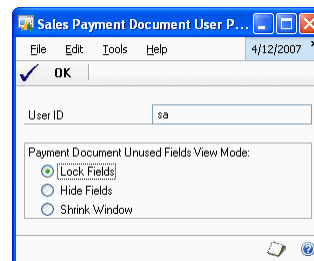 Sales Payment Document User P...
File Edit Tools Help 4/12/2007
OK
User ID sa
Payment Document Unused Fields View Mode:
Lock Fields
Hide Fields
Shrink Window